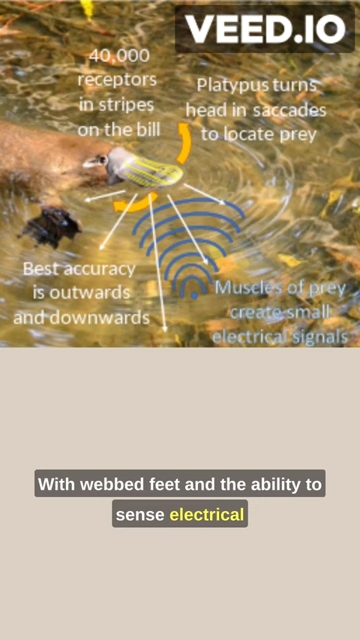 VEED.IO
40,000
receptors
in stripes
on the bill
Platypus turns
head in saccades
to locate prey
Best accuracy
is outwards
and downwards
Muscles of prey
create small
electrical signals
With webbed feet and the ability to
sense electrical